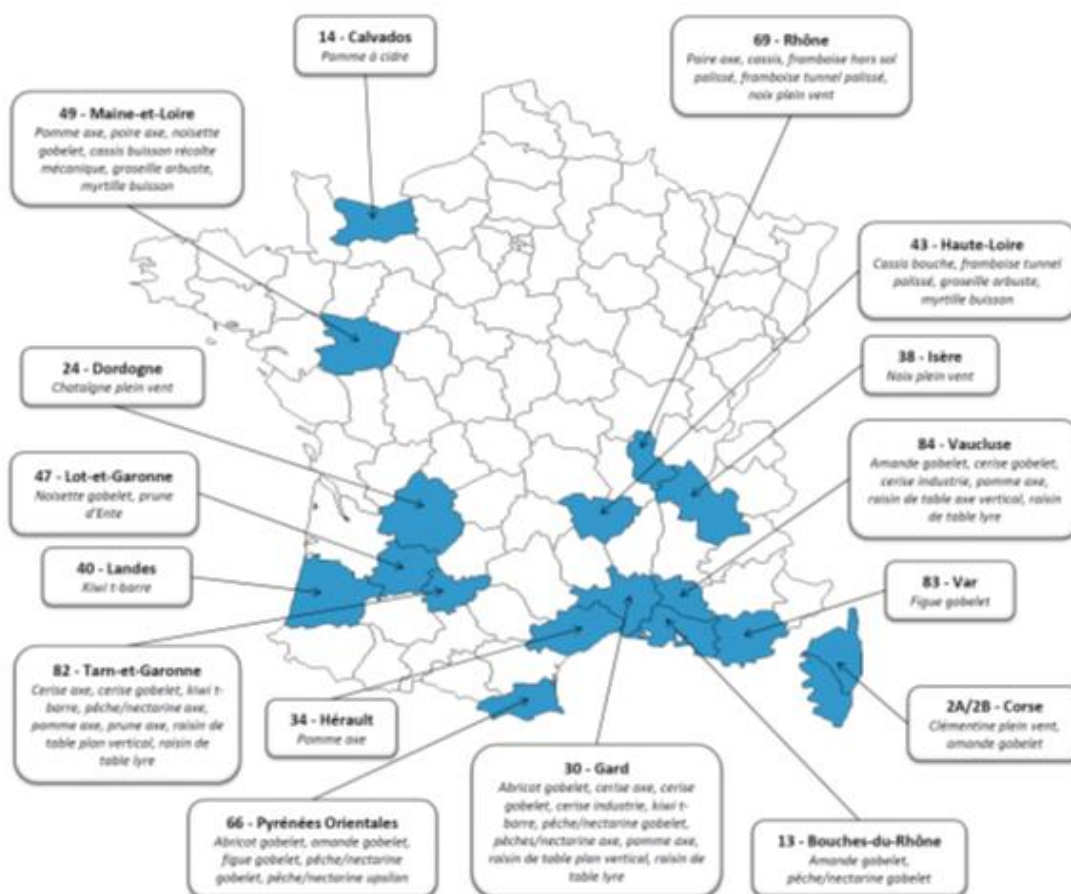 14 - Calvados
Pomme à cidre
69 - Rhône
Poire axe, cassis, framboise hors sol
palissé, framboise tunnel palissé,
noix plein vent
49 - Maine-et-Loire
Pomme axe, poire axe, noisette
gobelet, cassis buisson récolte
mécanique, groseille arbuste,
myrtille buisson
43 - Haute-Loire
Cassis bouche, framboise tunnel
palissé, groseille arbuste,
myrtille buisson
24 - Dordogne
Chataîgne plein vent
38 - Isère
Noix plein vent
84 - Vaucluse
Amande gobelet, cerise gobelet,
cerise industrie, pomme axe,
raisin de table axe vertical, raisin
de table lyre
47 - Lot-et-Garonne
Noisette gobelet, prune
d'Ente
40 - Landes
Kiwi t-barre
83 - Var
Figue gobelet
82 - Tarn-et-Garonne
Cerise axe, cerise gobelet, kiwi t-
barre, pêche/nectarine axe,
pomme axe, prune axe, raisin de
table plan vertical, raisin de
table lyre
34 - Hérault
Pomme axe
2A/2B - Corse
Clémentine plein vent,
amande gobelet
30 - Gard
Abricot gobelet, cerise axe, cerise
gobelet, cerise industrie, kiwi t-
barre, pêche/nectarine gobelet,
pêches/nectarine axe, pomme axe,
raisin de table plan vertical, raisin de
table lyre
66 - Pyrénées Orientales
Abricot gobelet, amande gobelet,
figue gobelet, pêche/nectarine
gobelet, pêche/nectarine upsilon
13 - Bouches-du-Rhône
Amande gobelet,
pêche/nectarine gobelet